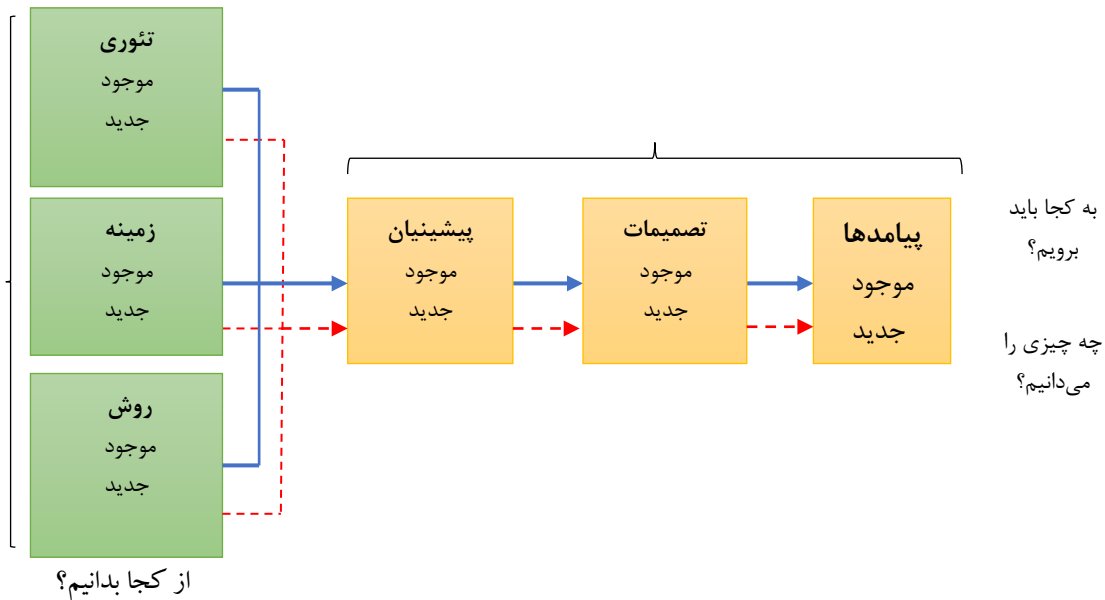 تئوری
موجود
جدید
زمینه
موجود
جدید
روش
موجود
جدید
از کجا بدانیم؟
پیشینیان
موجود
جدید
تصمیمات
موجود
جدید
پیامدها
موجود
جدید
به کجا باید
برویم؟
چه چیزی را
می‌دانیم؟